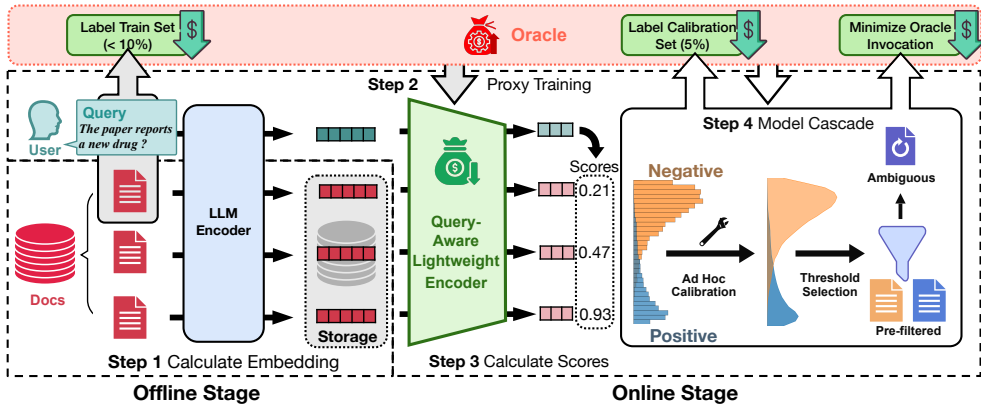 Label Train Set
(< 10%)
$
$
Oracle
Label Calibration
Set (5%)
$
Minimize Oracle
Invocation
$
Step 2
Proxy Training
Query
The paper reports
a new drug ?
User
Step 4 Model Cascade
Scores
$
Negative
Ambiguous
0.21
LLM
Encoder
Query-
Aware
Lightweight
Encoder
0.47
Ad Hoc
Calibration
Threshold
Selection
Docs
0.93
Storage
Positive
Pre-filtered
Step 1 Calculate Embedding
Step 3 Calculate Scores
Offline Stage
Online Stage